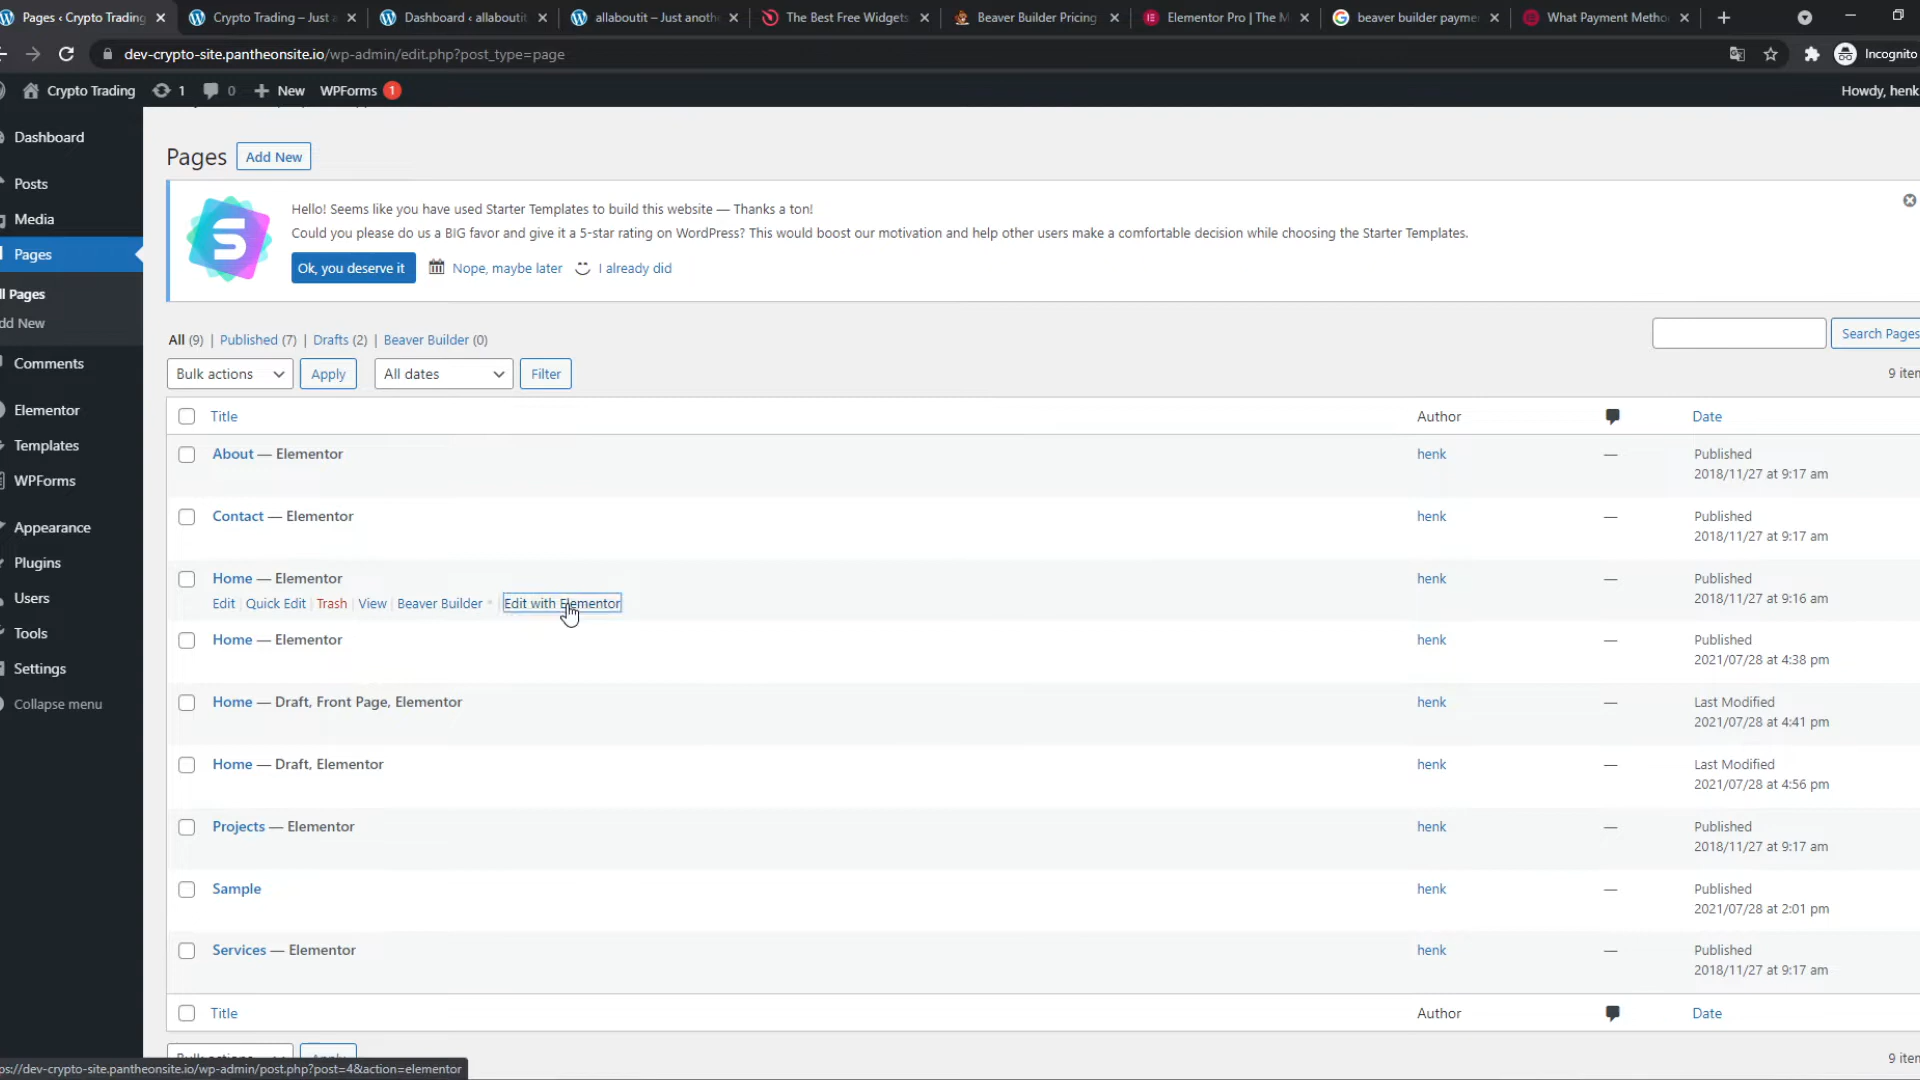 Pages ‹ Crypto Trading
Crypto Trading – Just a
Dashboard ‹ allaboutit
allaboutit – Just anoth
The Best Free Widgets
Beaver Builder Pricing
Elementor Pro | The M
beaver builder payme
What Payment Metho
dev-crypto-site.pantheonsite.io/wp-admin/edit.php?post_type=page
Incognito
Crypto Trading
1
0
New
WPForms 1
Howdy, henk
Dashboard
Posts
Media
Pages
ll Pages
dd New
Comments
Elementor
Templates
WPForms
Appearance
Plugins
Users
Tools
Settings
Collapse menu
Pages
Add New
Hello! Seems like you have used Starter Templates to build this website — Thanks a ton!
Could you please do us a BIG favor and give it a 5-star rating on WordPress? This would boost our motivation and help other users make a comfortable decision while choosing the Starter Templates.
Ok, you deserve it
Nope, maybe later
I already did
All (9) | Published (7) | Drafts (2) | Beaver Builder (0)
Search Pages
Bulk actions
Apply
All dates
Filter
9 item
Title
Author
Date
About — Elementor
henk
—
Published
2018/11/27 at 9:17 am
Contact — Elementor
henk
—
Published
2018/11/27 at 9:17 am
Home — Elementor
Edit | Quick Edit | Trash | View | Beaver Builder | Edit with Elementor
henk
—
Published
2018/11/27 at 9:16 am
Home — Elementor
henk
—
Published
2021/07/28 at 4:38 pm
Home — Draft, Front Page, Elementor
henk
—
Last Modified
2021/07/28 at 4:41 pm
Home — Draft, Elementor
henk
—
Last Modified
2021/07/28 at 4:56 pm
Projects — Elementor
henk
—
Published
2018/11/27 at 9:17 am
Sample
henk
—
Published
2021/07/28 at 2:01 pm
Services — Elementor
henk
—
Published
2018/11/27 at 9:17 am
Title
Author
Date
Bulk actions
Apply
9 item
ps://dev-crypto-site.pantheonsite.io/wp-admin/post.php?post=4&action=elementor